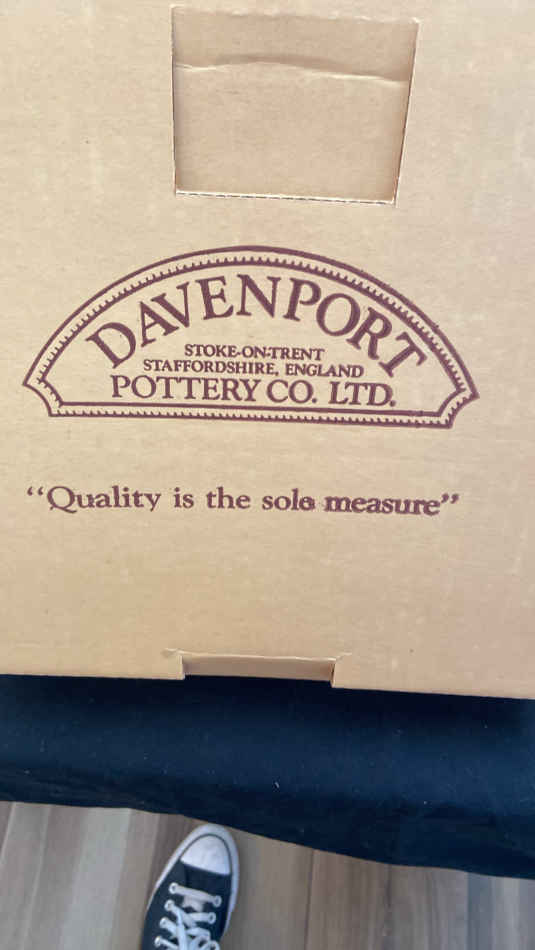 DAVENPORT
STOKE-ON-TRENT
STAFFORDSHIRE, ENGLAND
POTTERY CO. LTD.
“Quality is the sole measure”